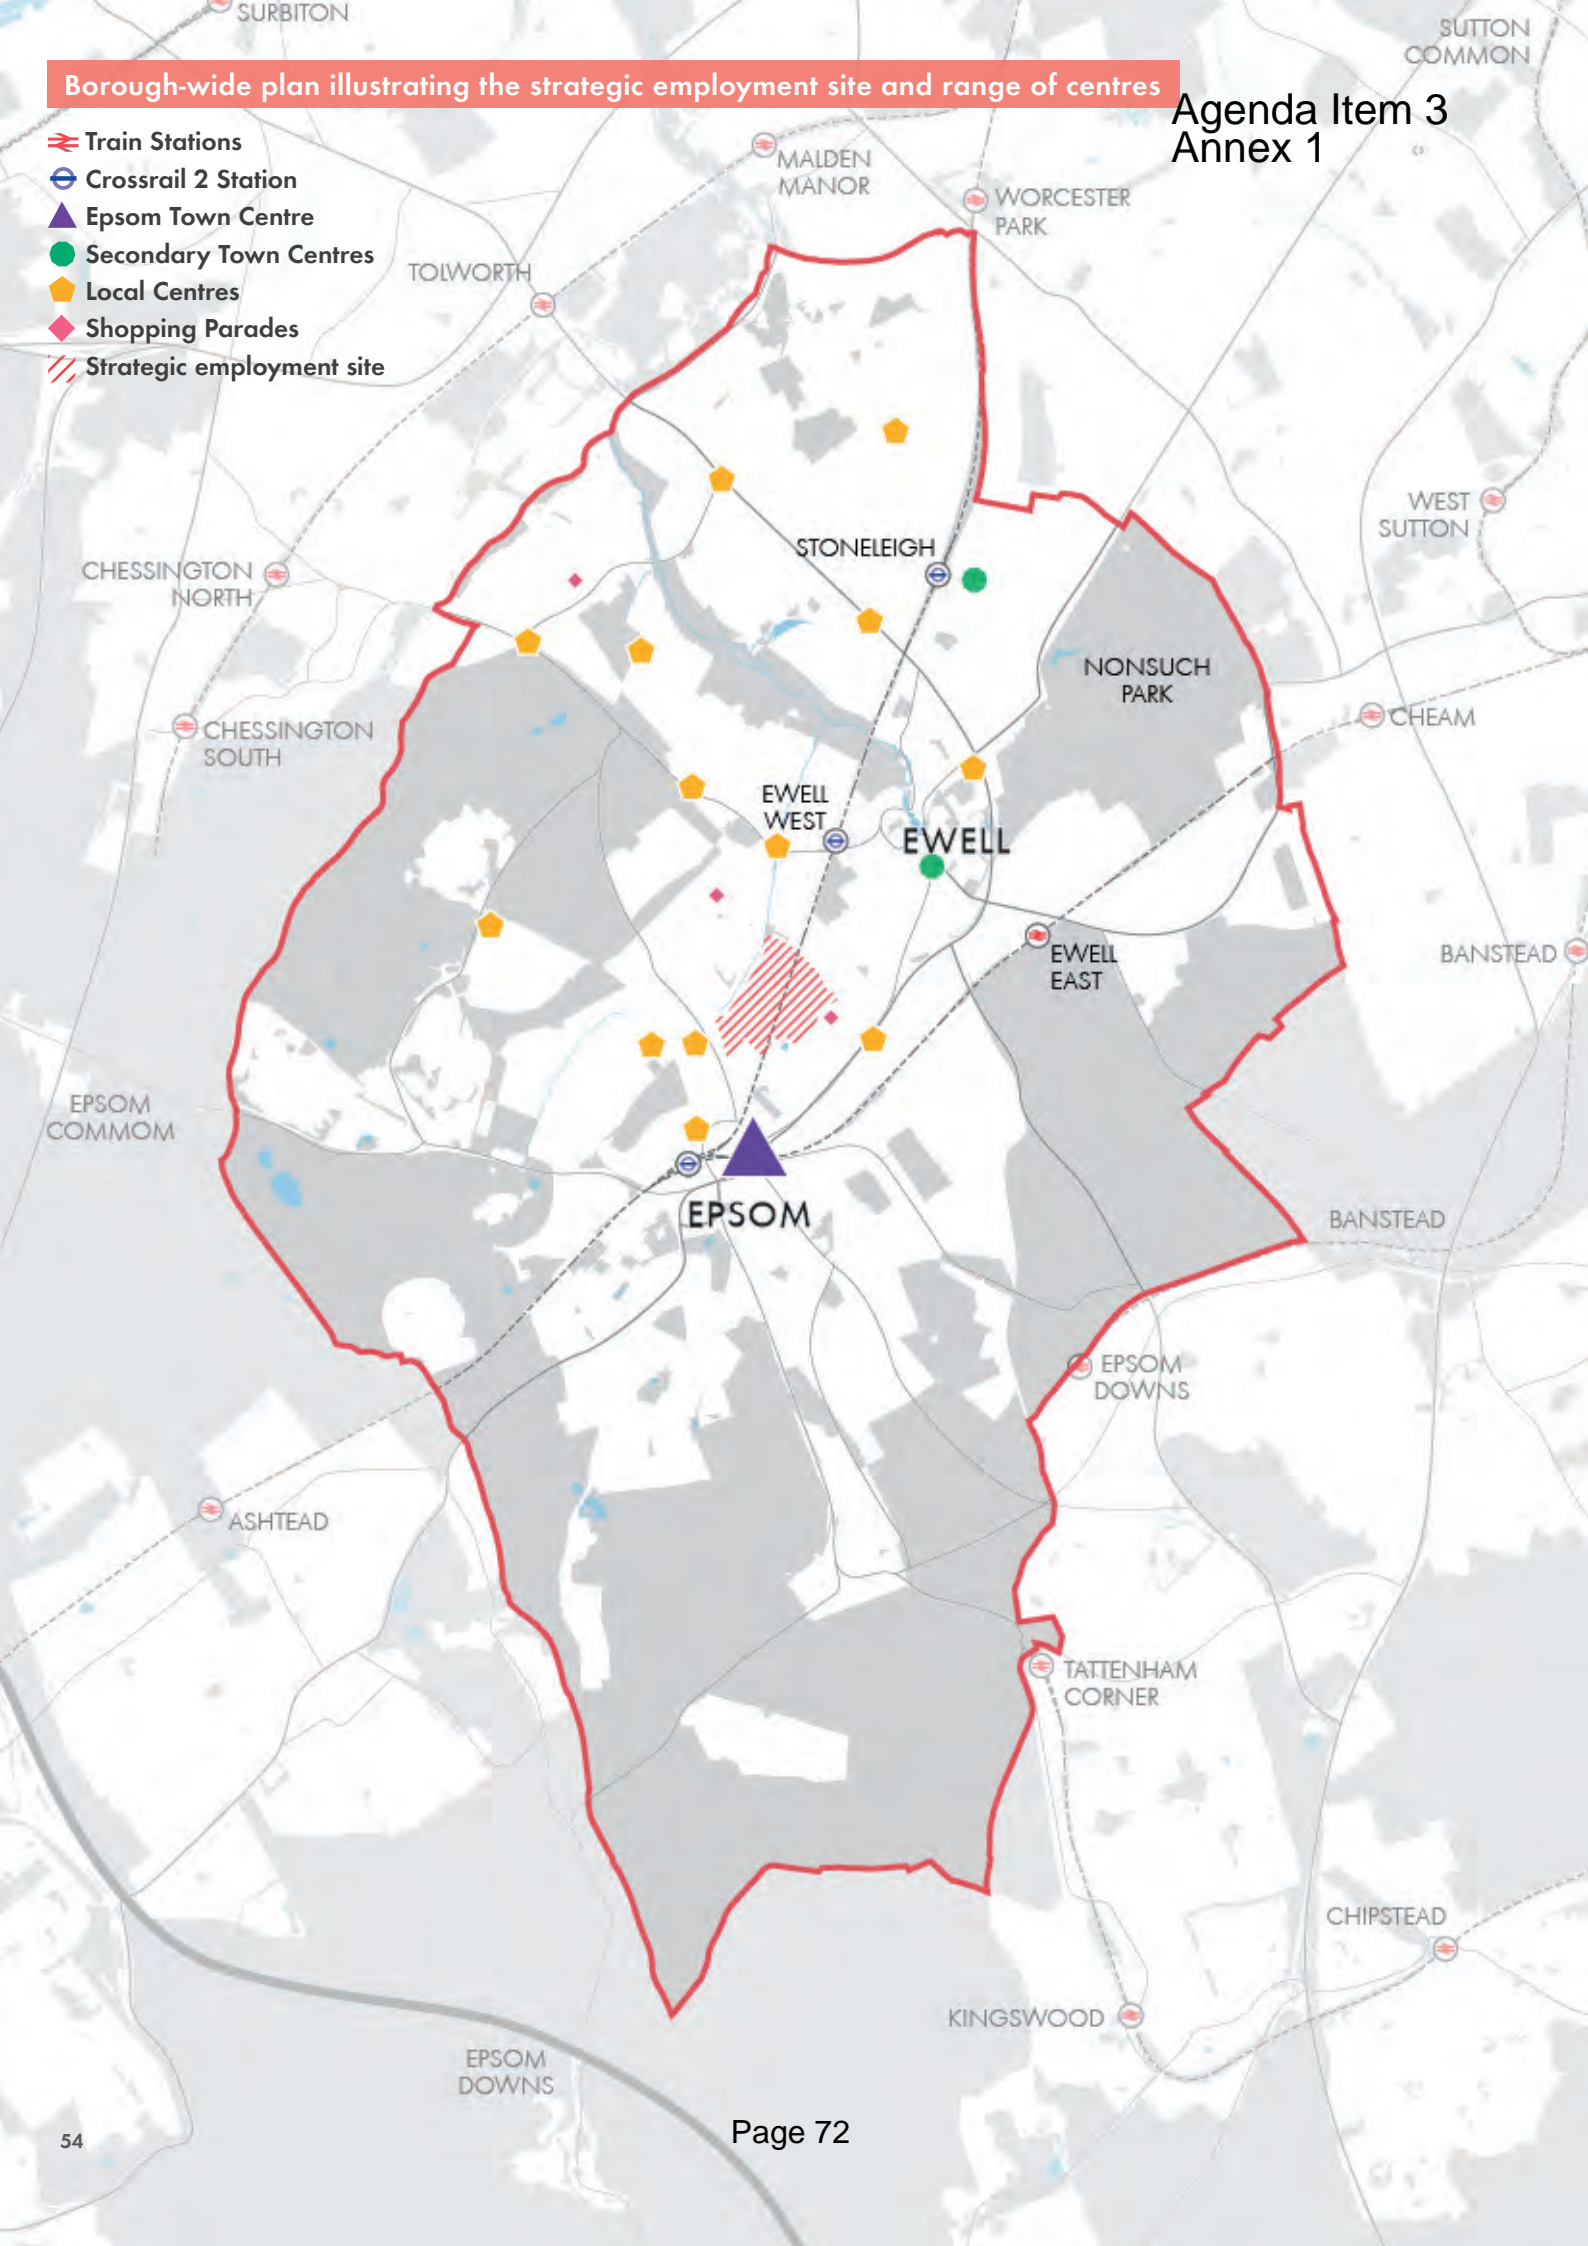 SURBITON
SUTTON
COMMON
Borough-wide plan illustrating the strategic employment site and range of centres
Agenda Item 3
Annex 1
Train Stations
Crossrail 2 Station
Epsom Town Centre
Secondary Town Centres
Local Centres
Shopping Parades
Strategic employment site
MALDEN
MANOR
WORCESTER
PARK
TOLWORTH
WEST
SUTTON
STONELEIGH
CHESSINGTON
NORTH
NONSUCH
PARK
CHESSINGTON
SOUTH
CHEAM
EWELL
WEST
EWELL
EWELL
EAST
BANSTEAD
EPSOM
COMMOM
EPSOM
BANSTEAD
EPSOM
DOWNS
ASHTEAD
TATTENHAM
CORNER
CHIPSTEAD
KINGSWOOD
EPSOM
DOWNS
Page 72
54